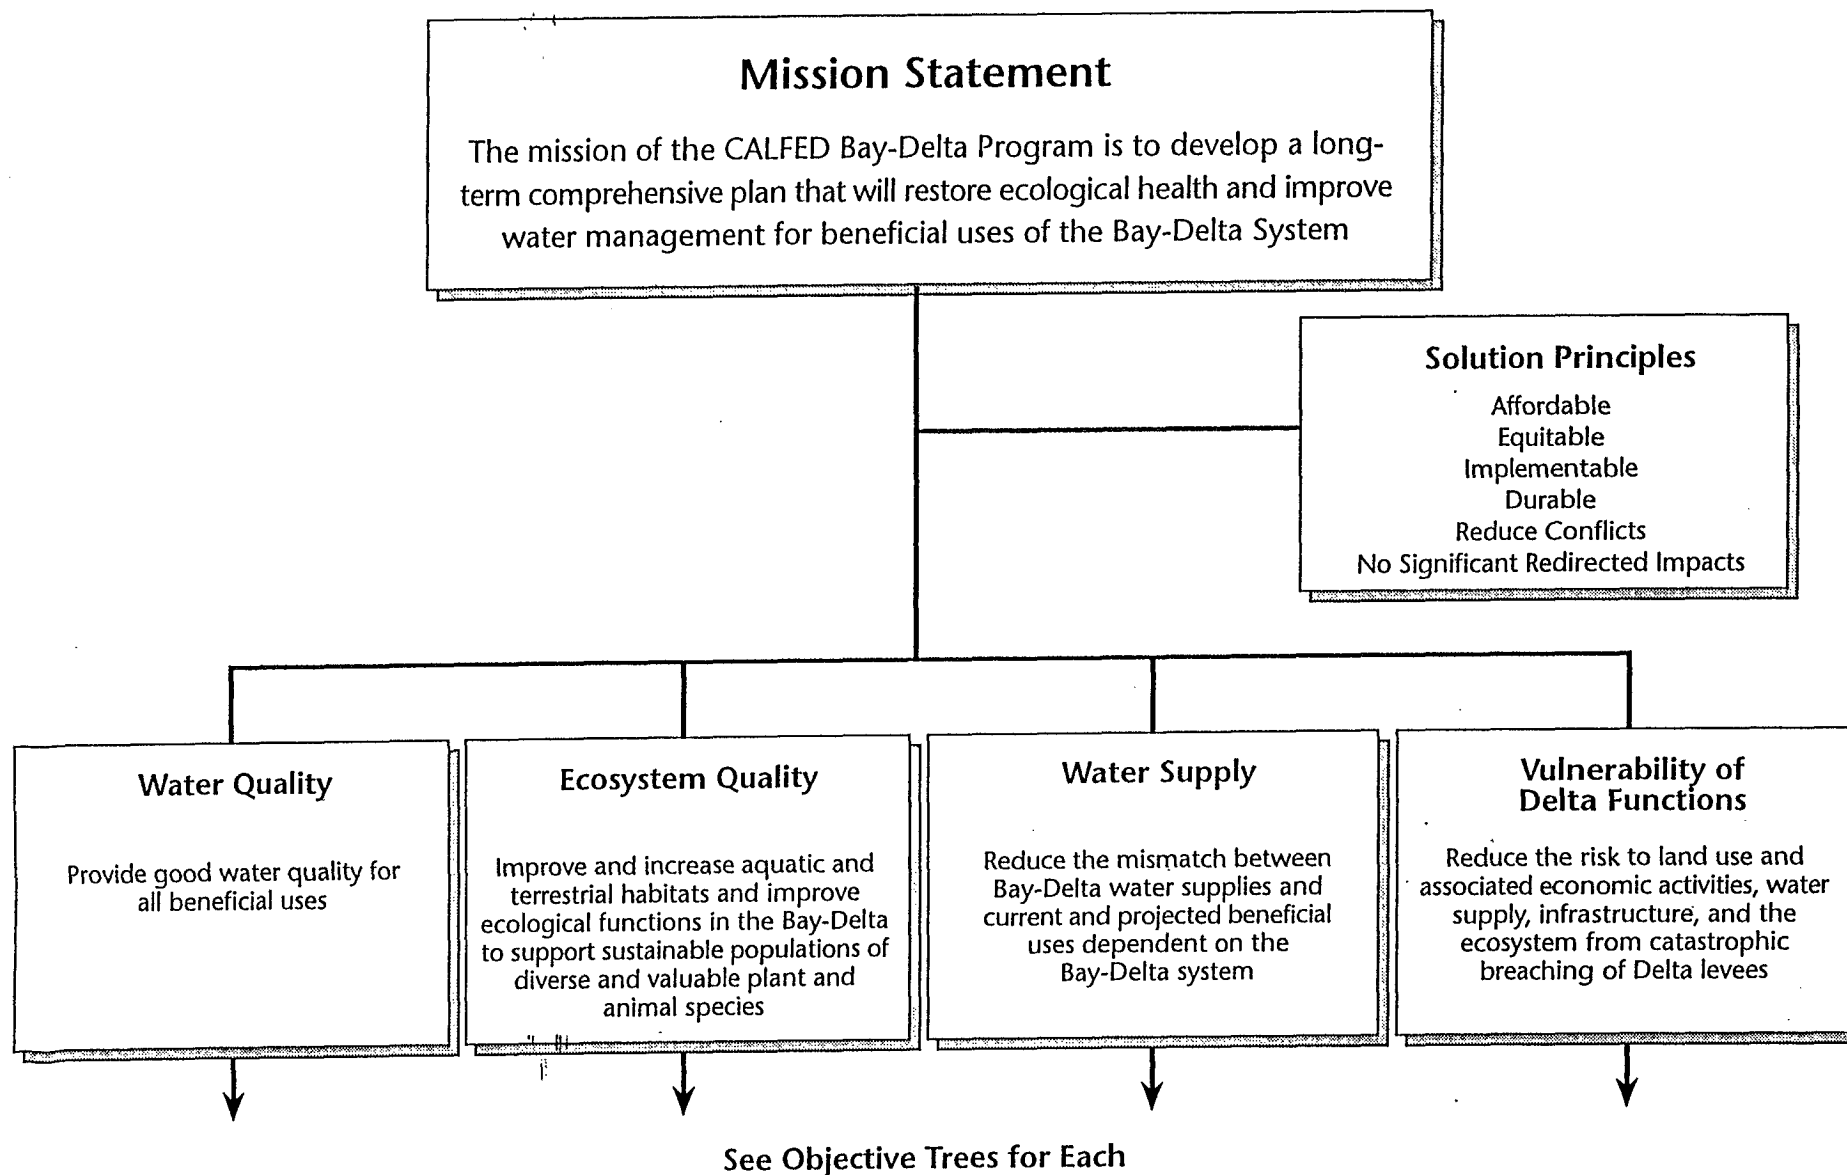 Mission Statement
The mission of the CALFED Bay-Delta Program is to develop a long-
term comprehensive plan that will restore ecological health and improve
water management for beneficial uses of the Bay-Delta System
Solution Principles
Affordable
Equitable
Implementable
Durable
Reduce Conflicts
No Significant Redirected Impacts
Water Quality
Provide good water quality for
all beneficial uses
Ecosystem Quality
Improve and increase aquatic and
terrestrial habitats and improve
ecological functions in the Bay-Delta
to support sustainable populations of
diverse and valuable plant and
animal species
Water Supply
Reduce the mismatch between
Bay-Delta water supplies and
current and projected beneficial
uses dependent on the
Bay-Delta system
Vulnerability of
Delta Functions
Reduce the risk to land use and
associated economic activities, water
supply, infrastructure, and the
ecosystem from catastrophic
breaching of Delta levees
See Objective Trees for Each